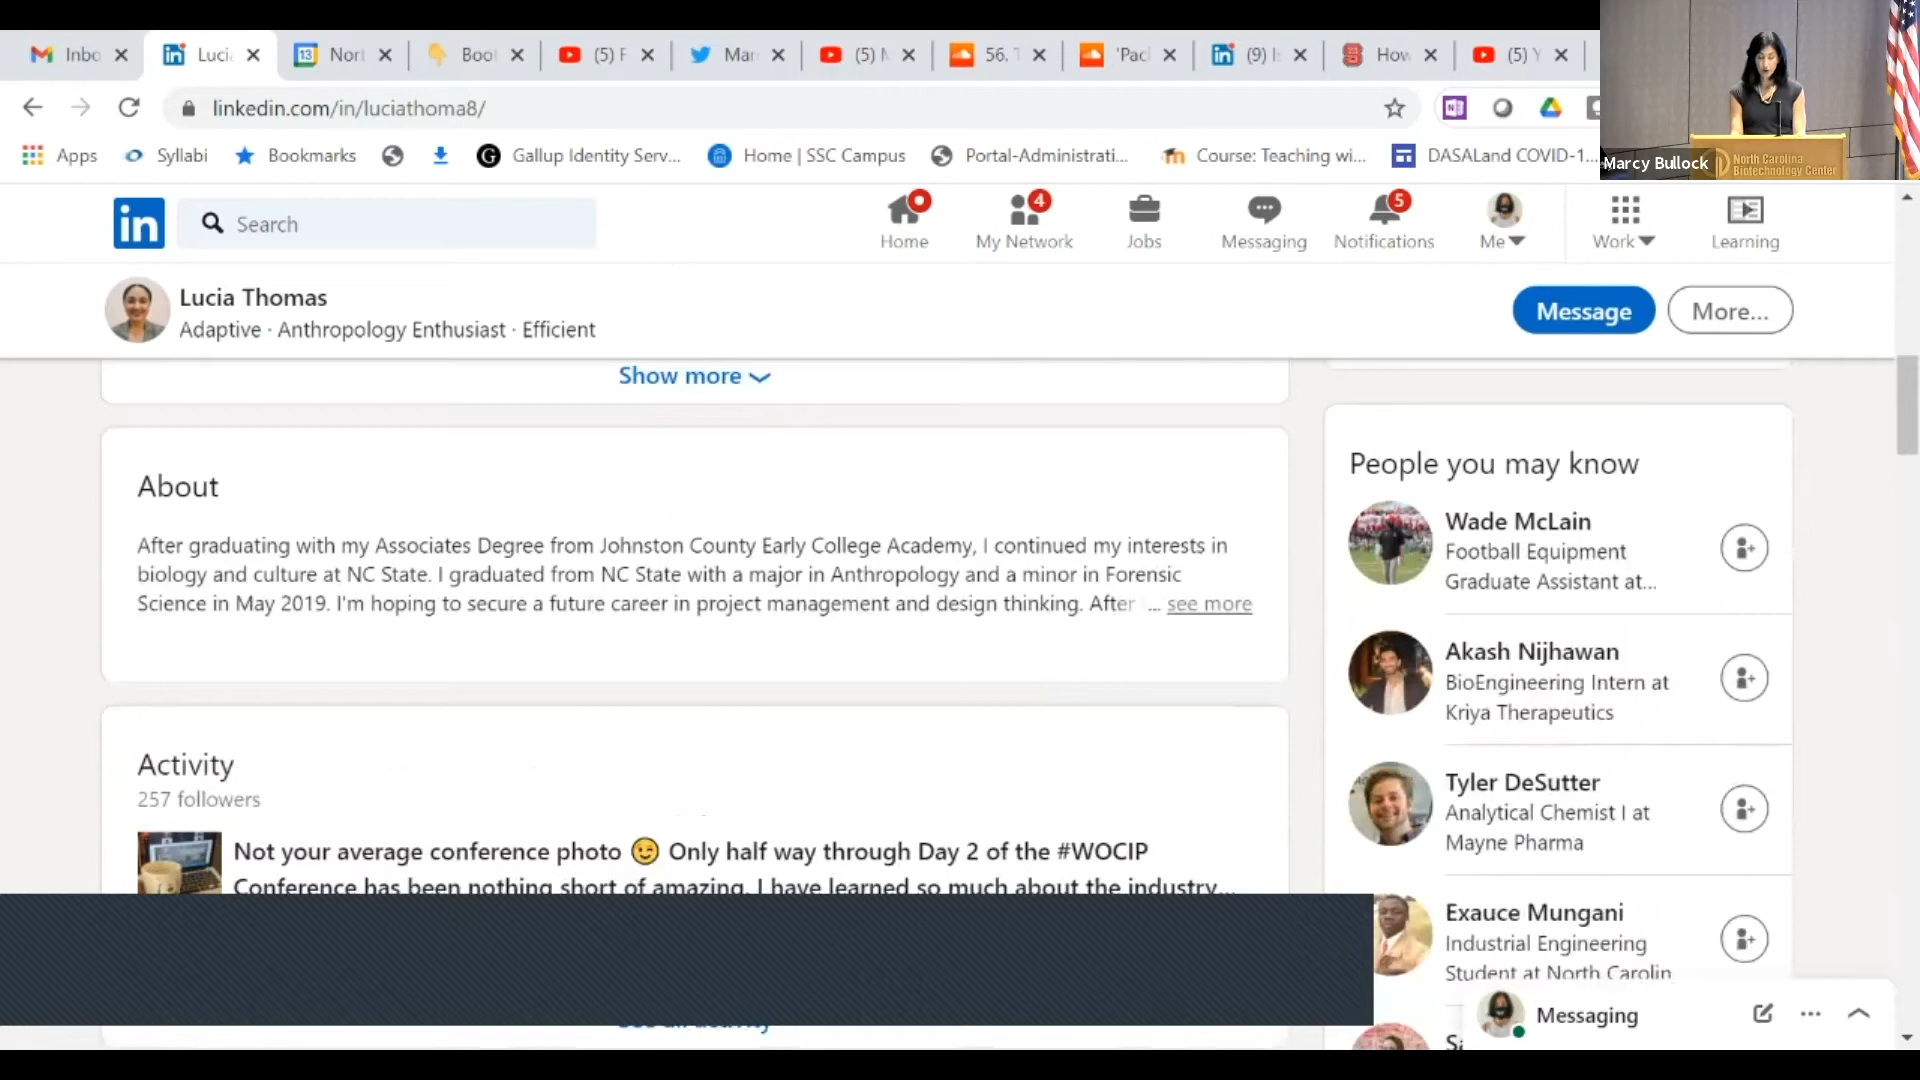 Inbo
Luci
13
Nort
Boot
(5) F
Mar
(5)
56.
'Pac
(9)
How
(5) Y
linkedin.com/in/luciathoma8/
Apps
Syllabi
Bookmarks
G Gallup Identity Serv...
Home | SSC Campus
Portal-Administrati...
Course: Teaching wi...
DASALand COVID-1...
Marcy Bullock
North Carolina
Biotechnology Center
in
Search
Home
4
My Network
Jobs
Messaging
5
Notifications
Me
Work
Learning
Lucia Thomas
Adaptive · Anthropology Enthusiast · Efficient
Message
More...
Show more
About
After graduating with my Associates Degree from Johnston County Early College Academy, I continued my interests in
biology and culture at NC State. I graduated from NC State with a major in Anthropology and a minor in Forensic
Science in May 2019. I'm hoping to secure a future career in project management and design thinking. After ... see more
Activity
257 followers
Not your average conference photo 😉 Only half way through Day 2 of the #WOCIP
Conference has been nothing short of amazing. I have learned so much about the industry...
People you may know
Wade McLain
Football Equipment
Graduate Assistant at...
Akash Nijhawan
BioEngineering Intern at
Kriya Therapeutics
Tyler DeSutter
Analytical Chemist I at
Mayne Pharma
Exauce Mungani
Industrial Engineering
Student at North Carolin
Messaging